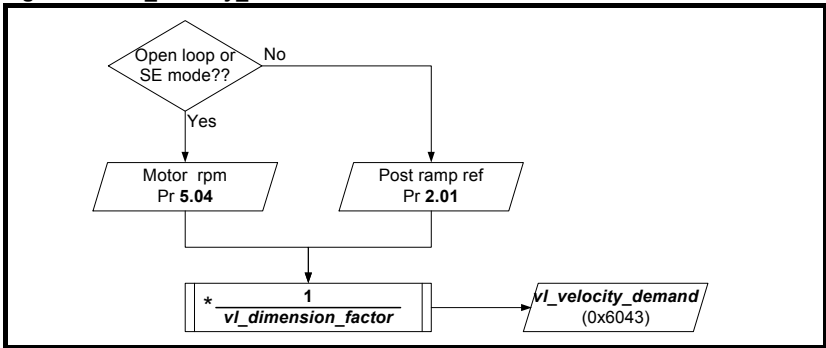 Open loop or
SE mode??
No
Yes
Motor rpm
Pr 5.04
Post ramp ref
Pr 2.01
* 1
vl_dimension_factor
vl_velocity_demand
(0x6043)